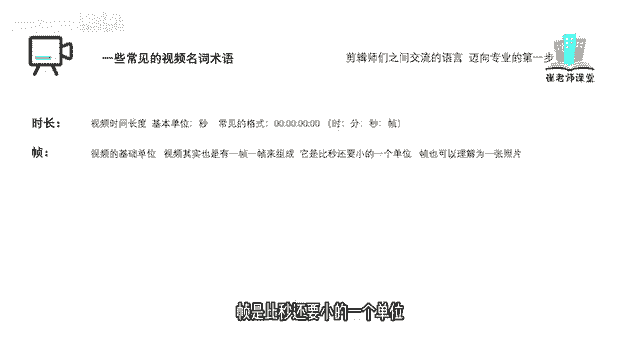 一些常见的视频名词术语
剪辑师们之间交流的语言 迈向专业的第一步
崔老师课堂
时长： 视频时间长度 基本单位：秒 常见的格式：00:00:00:00（时：分：秒：帧）
帧： 视频的基础单位 视频其实也是有一帧一帧来组成 它是比秒还要小的一个单位 帧也可以理解为一张照片
帧是比秒还要小的一个单位